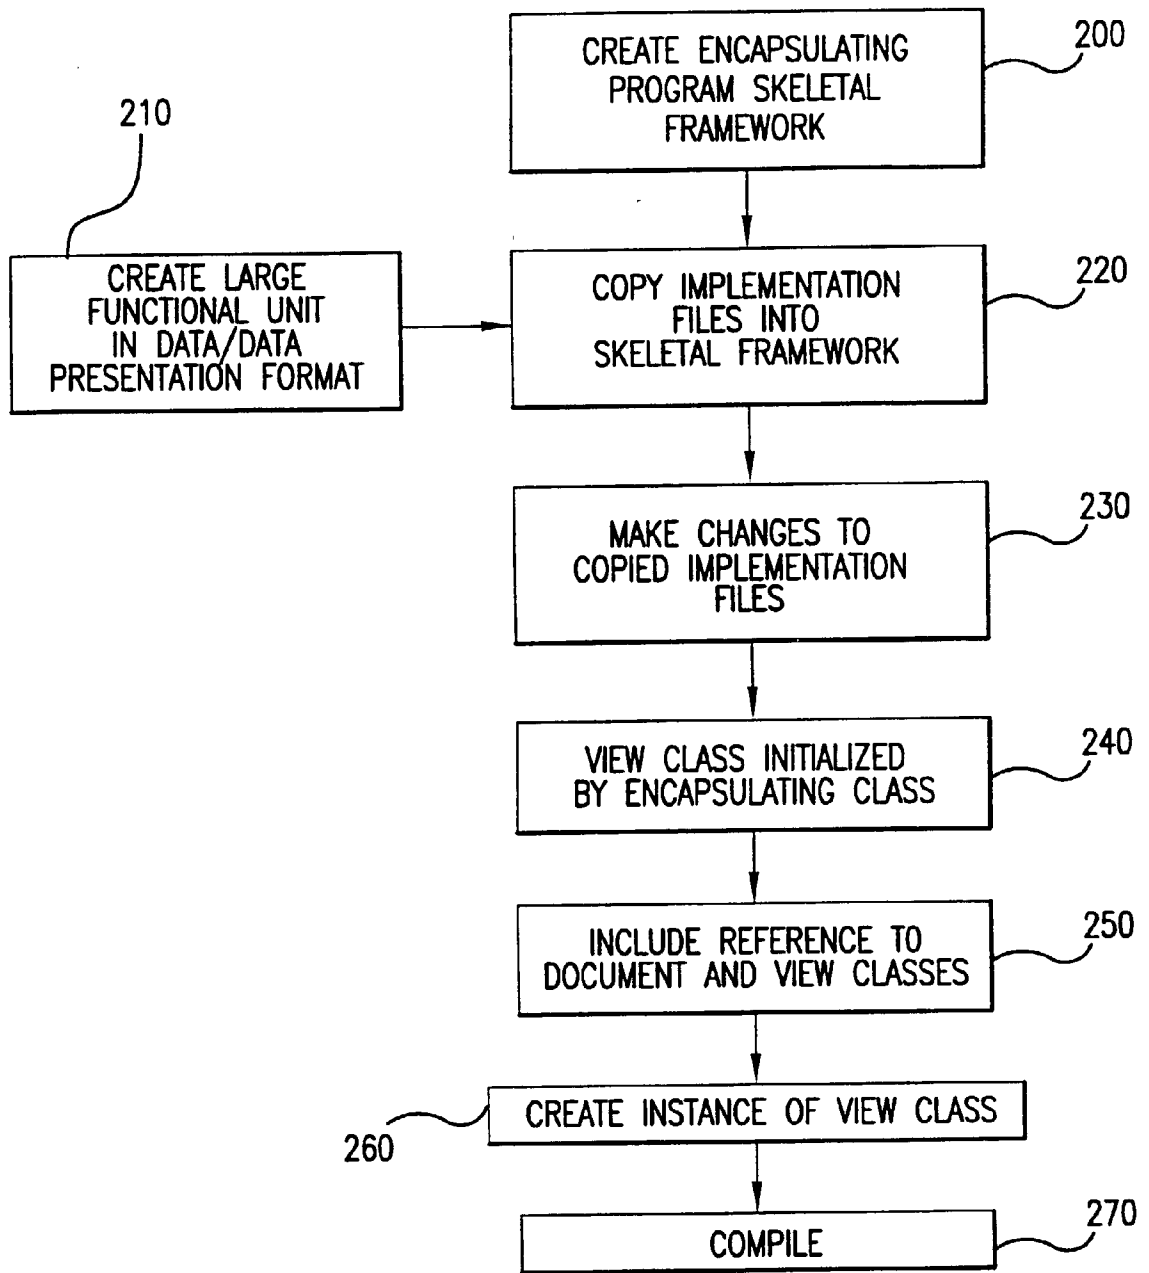 CREATE ENCAPSULATING
PROGRAM SKELETAL
FRAMEWORK
200
210
CREATE LARGE
FUNCTIONAL UNIT
IN DATA/DATA
PRESENTATION FORMAT
COPY IMPLEMENTATION
FILES INTO
SKELETAL FRAMEWORK
220
MAKE CHANGES TO
COPIED IMPLEMENTATION
FILES
230
VIEW CLASS INITIALIZED
BY ENCAPSULATING CLASS
240
INCLUDE REFERENCE TO
DOCUMENT AND VIEW CLASSES
250
CREATE INSTANCE OF VIEW CLASS
260
COMPILE
270